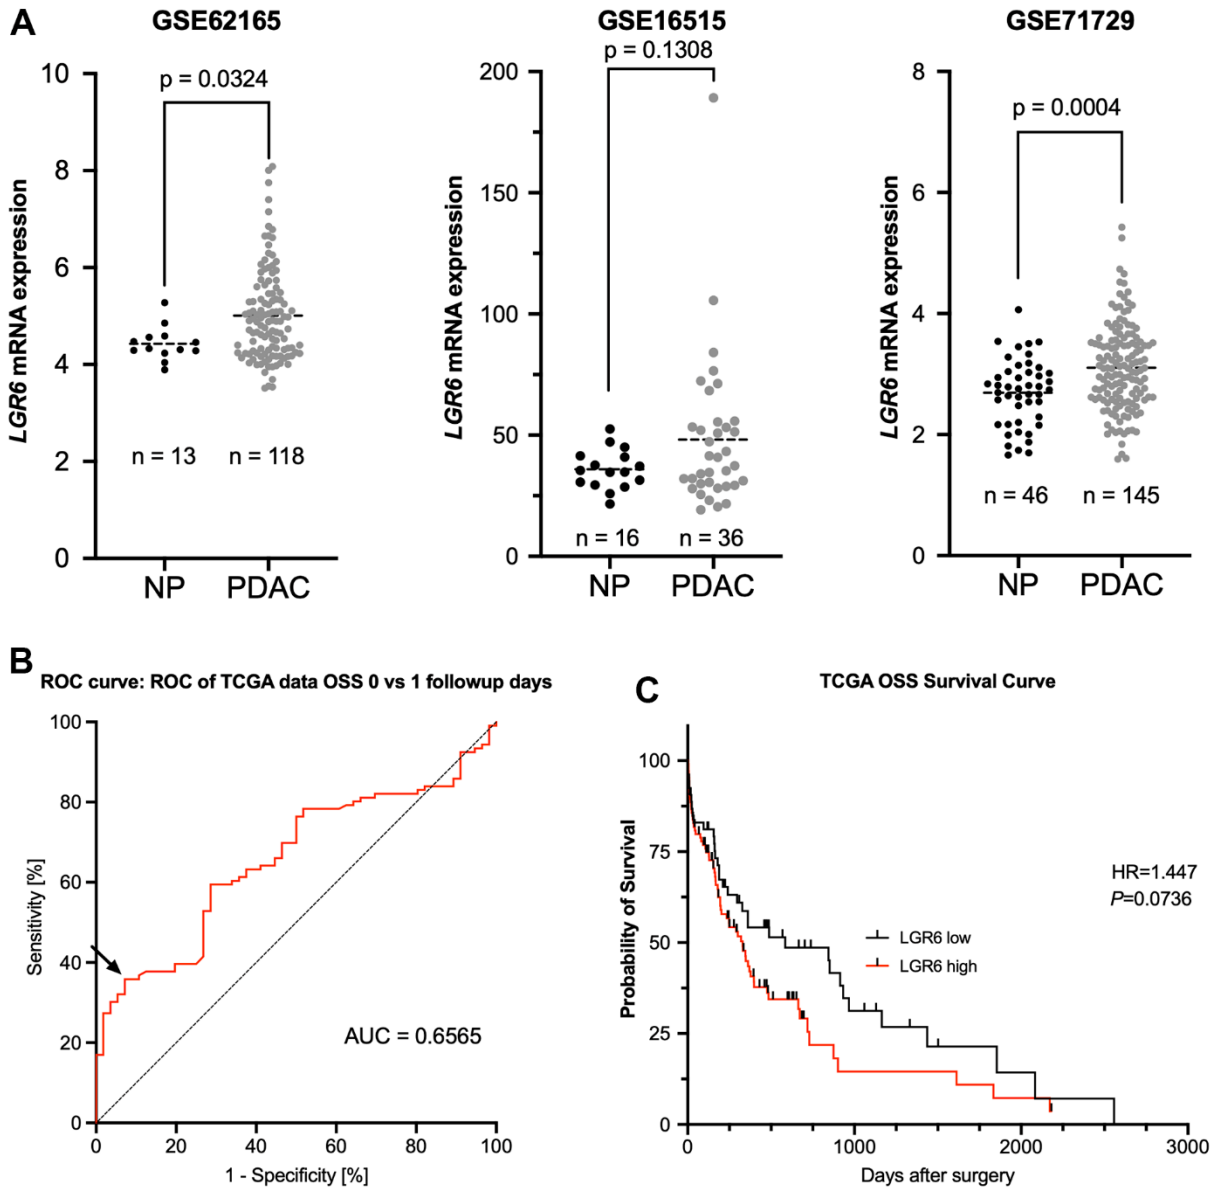 A
GSE62165
GSE16515
GSE71729
LGR6 mRNA expression
10
8
6
4
2
0
p = 0.0324
n = 13
n = 118
NP
PDAC
LGR6 mRNA expression
200
150
100
50
0
p = 0.1308
n = 16
n = 36
NP
PDAC
LGR6 mRNA expression
8
6
4
2
0
p = 0.0004
n = 46
n = 145
NP
PDAC
B
ROC curve: ROC of TCGA data OSS 0 vs 1 followup days
Sensitivity [%]
100
80
60
40
20
0
AUC = 0.6565
0
20
40
60
80
100
1 - Specificity [%]
C
TCGA OSS Survival Curve
Probability of Survival
100
75
50
25
0
HR=1.447
P=0.0736
LGR6 low
LGR6 high
0
1000
2000
3000
Days after surgery